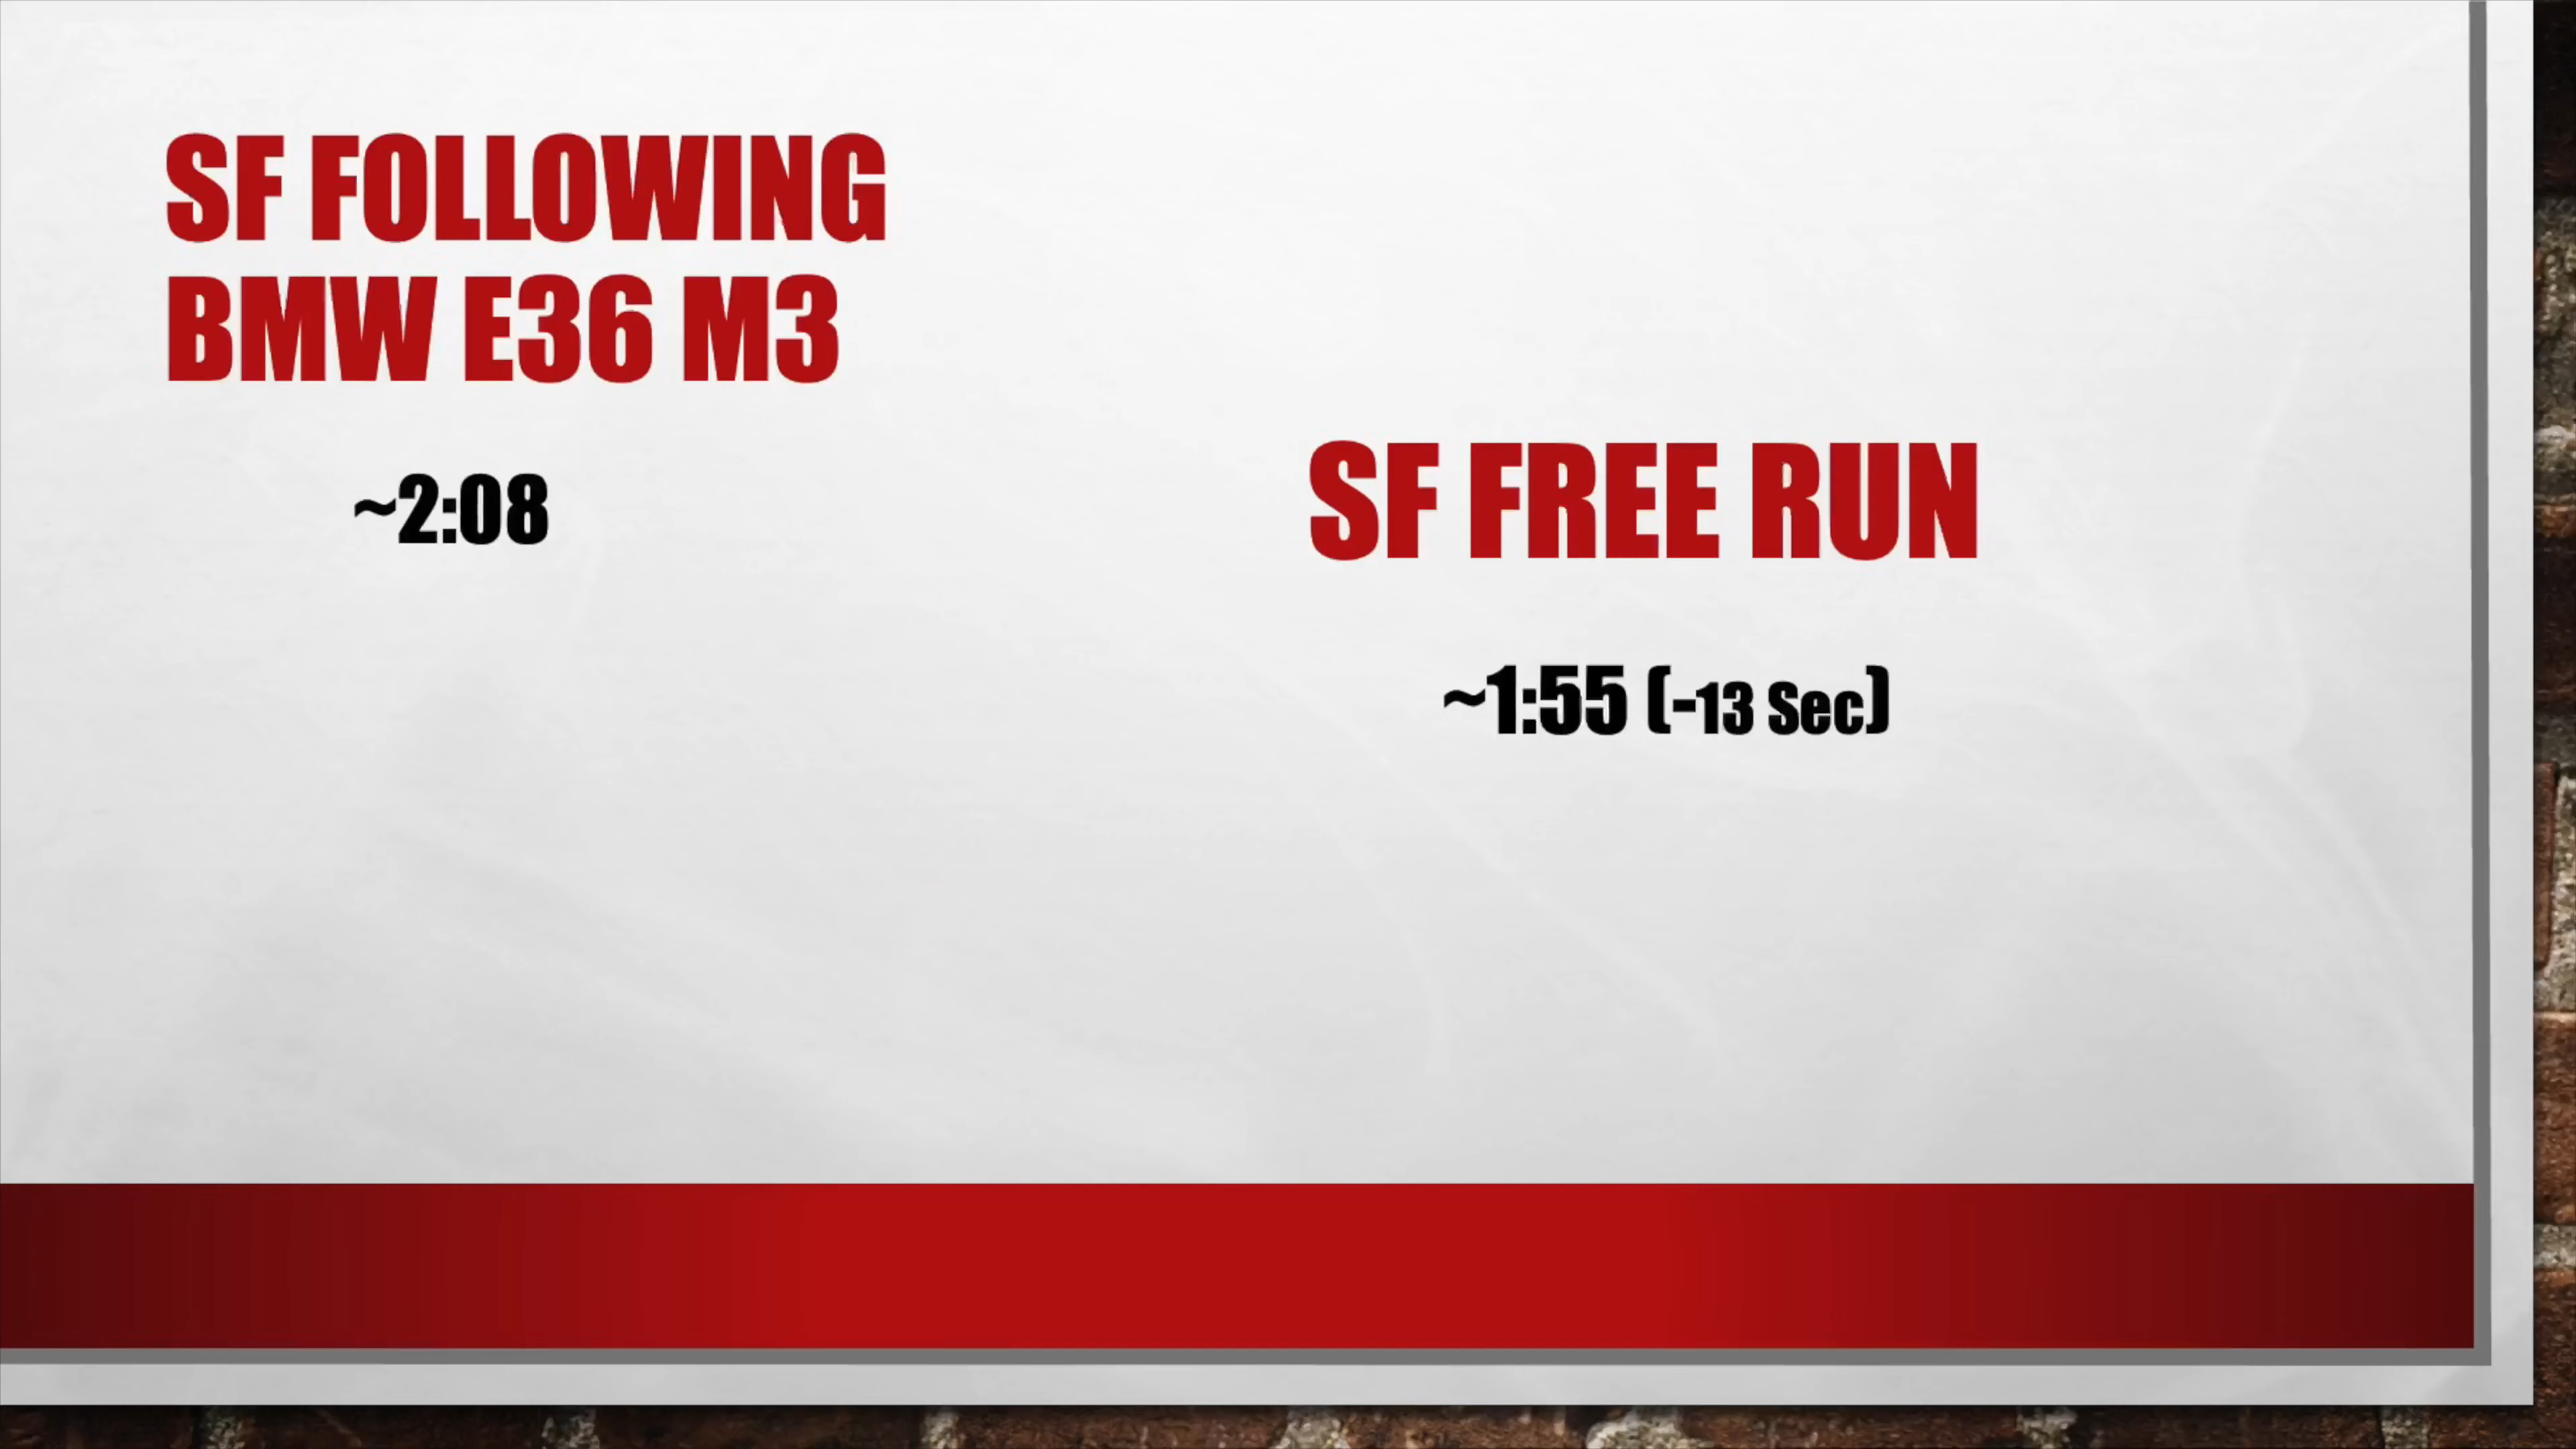 SF FOLLOWING
BMW E36 M3
~2:08
SF FREE RUN
~1:55 (-13 Sec)